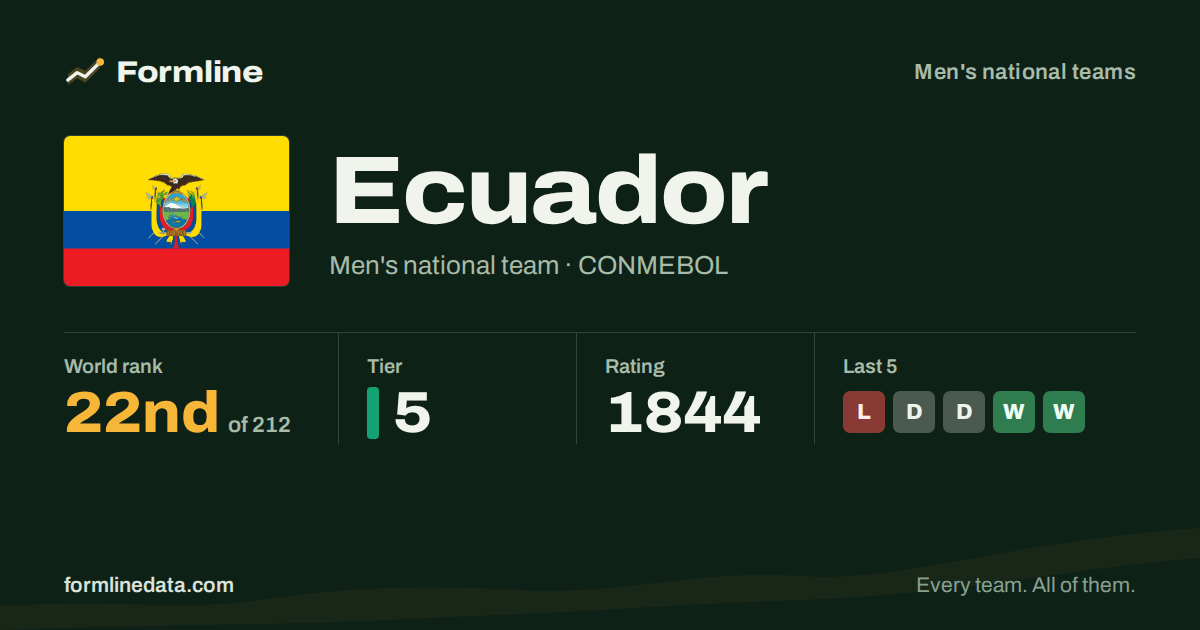 Formline
Men's national teams
Ecuador
Men's national team · CONMEBOL
World rank
22nd of 212
Tier
5
Rating
1844
Last 5
L D D W W
formlinedata.com
Every team. All of them.